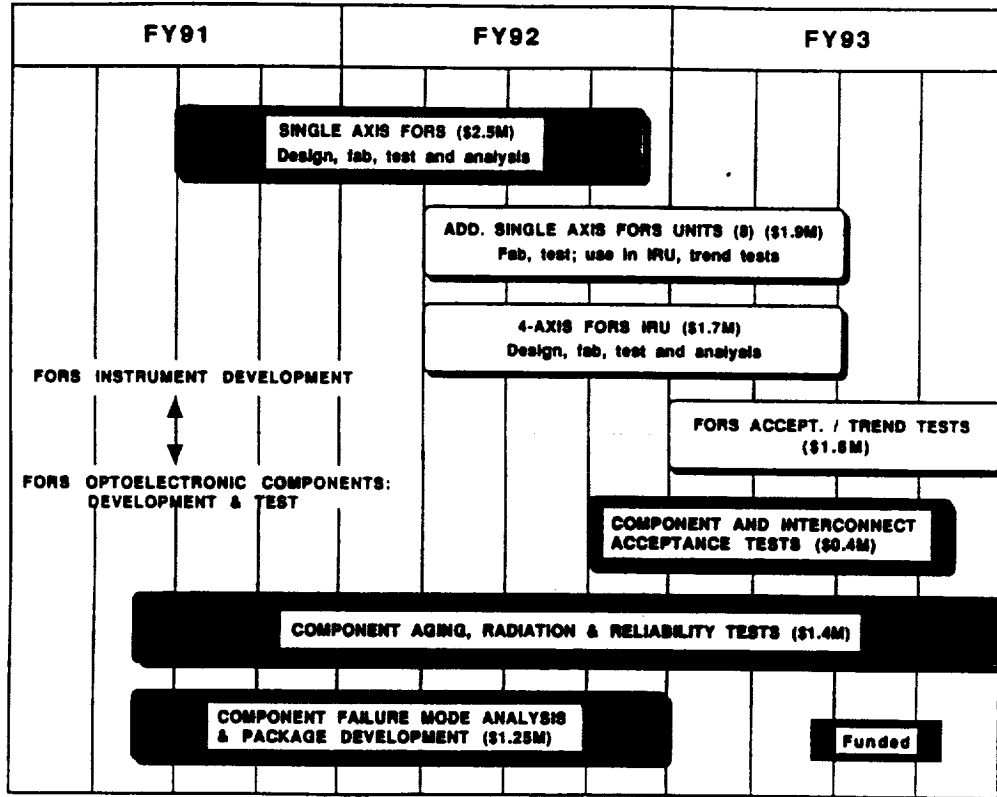 FY91
FY92
FY93
SINGLE AXIS FORS ($2.5M)
Design, fab, test and analysis
ADD. SINGLE AXIS FORS UNITS (8) ($1.9M)
Fab, test; use in IRU, trend tests
4-AXIS FORS IRU ($1.7M)
Design, fab, test and analysis
FORS INSTRUMENT DEVELOPMENT
FORS ACCEPT. / TREND TESTS
($1.5M)
FORS OPTOELECTRONIC COMPONENTS:
DEVELOPMENT & TEST
COMPONENT AND INTERCONNECT
ACCEPTANCE TESTS ($0.4M)
COMPONENT AGING, RADIATION & RELIABILITY TESTS ($1.4M)
COMPONENT FAILURE MODE ANALYSIS
& PACKAGE DEVELOPMENT ($1.25M)
Funded